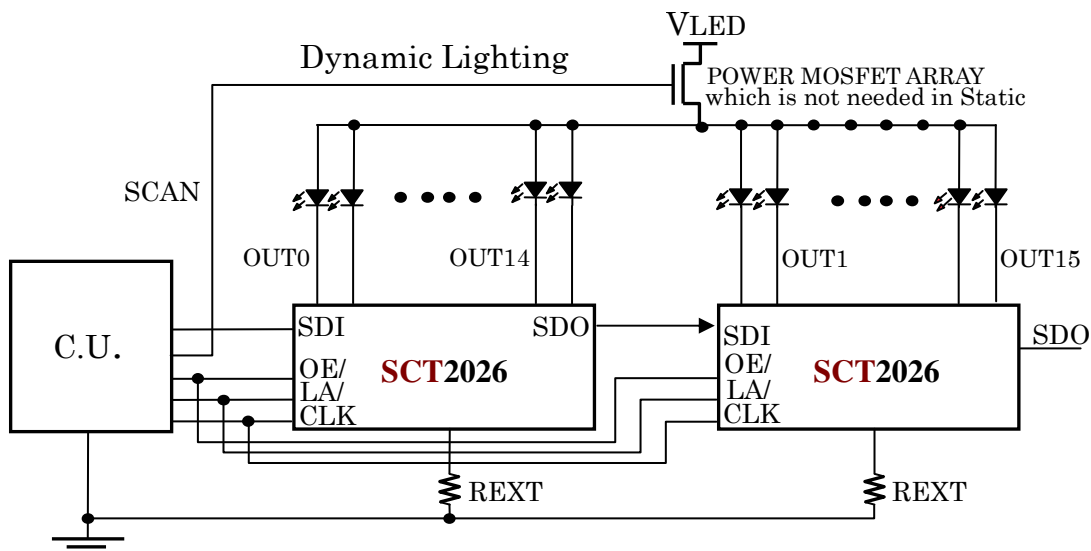 VLED
Dynamic Lighting
POWER MOSFET ARRAY
which is not needed in Static
SCAN
OUT0
OUT14
OUT1
OUT15
C.U.
SDI
SDO
OE/
LA/
CLK
SCT2026
SDI
OE/
LA/
CLK
SCT2026
SDO
REXT
REXT